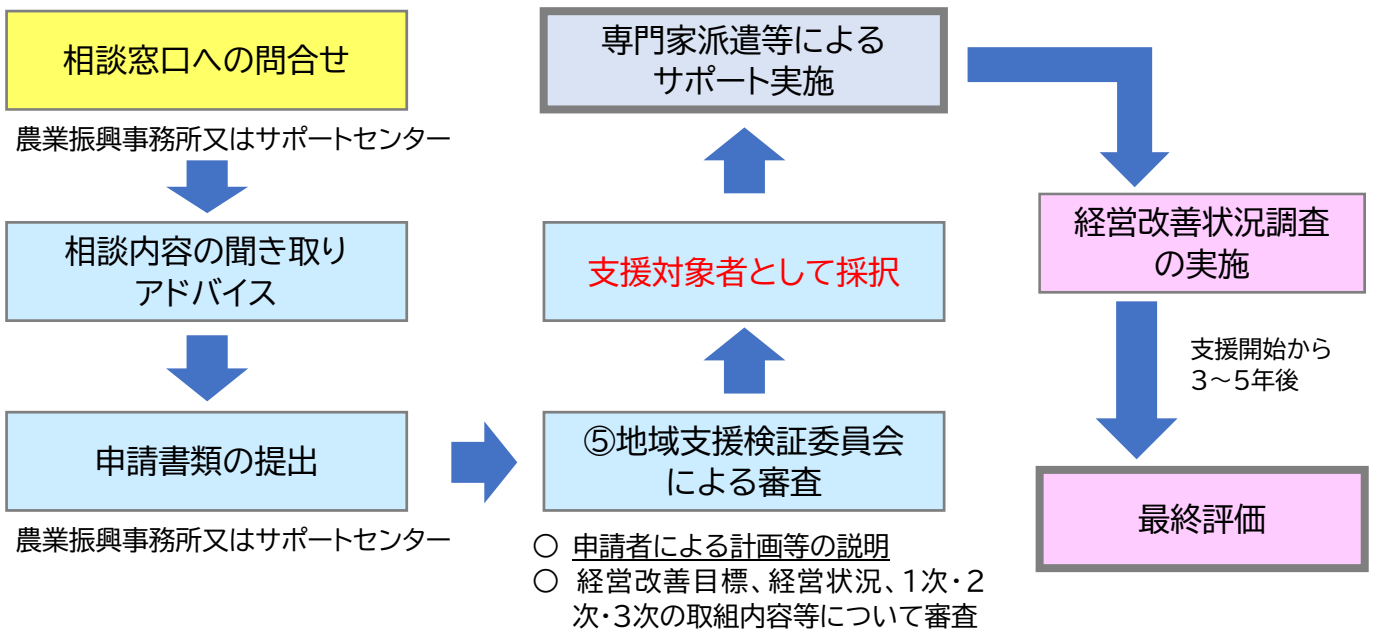 相談窓口への問合せ
農業振興事務所又はサポートセンター
相談内容の聞き取り
アドバイス
申請書類の提出
農業振興事務所又はサポートセンター
⑤地域支援検証委員会
による審査
○ 申請者による計画等の説明
○ 経営改善目標、経営状況、1次・2
次・3次の取組内容等について審査
支援対象者として採択
専門家派遣等による
サポート実施
経営改善状況調査
の実施
支援開始から
3～5年後
最終評価